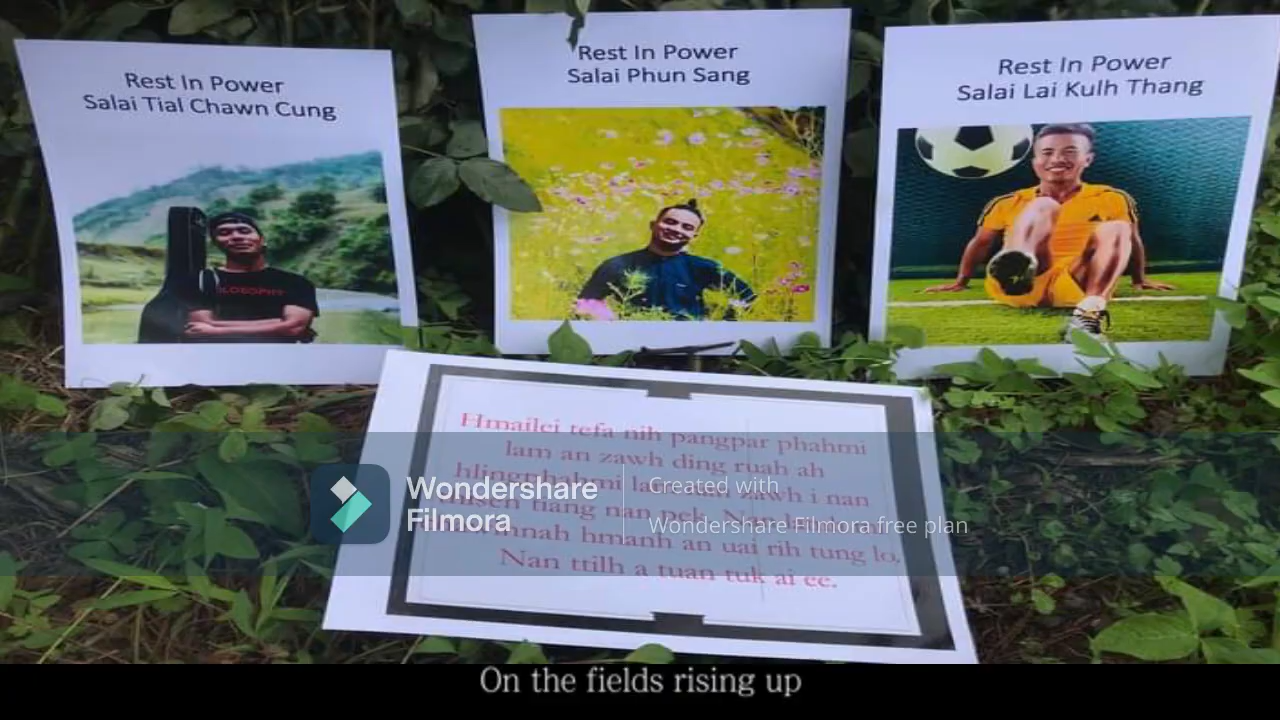 Rest In Power
Salai Tial Chawn Cung
Rest In Power
Salai Phun Sang
Rest In Power
Salai Lai Kulh Thang
Hmailei tefa nih pangpar phahmi
lam an zawh ding ruah ah
zawh i nan
tiang nan pek.
hmanh an uai rih tung lo.
Nan ttilh a tuan tuk ai ee.
Wondershare
Filmora
Created with
Wondershare Filmora free plan
On the fields rising up